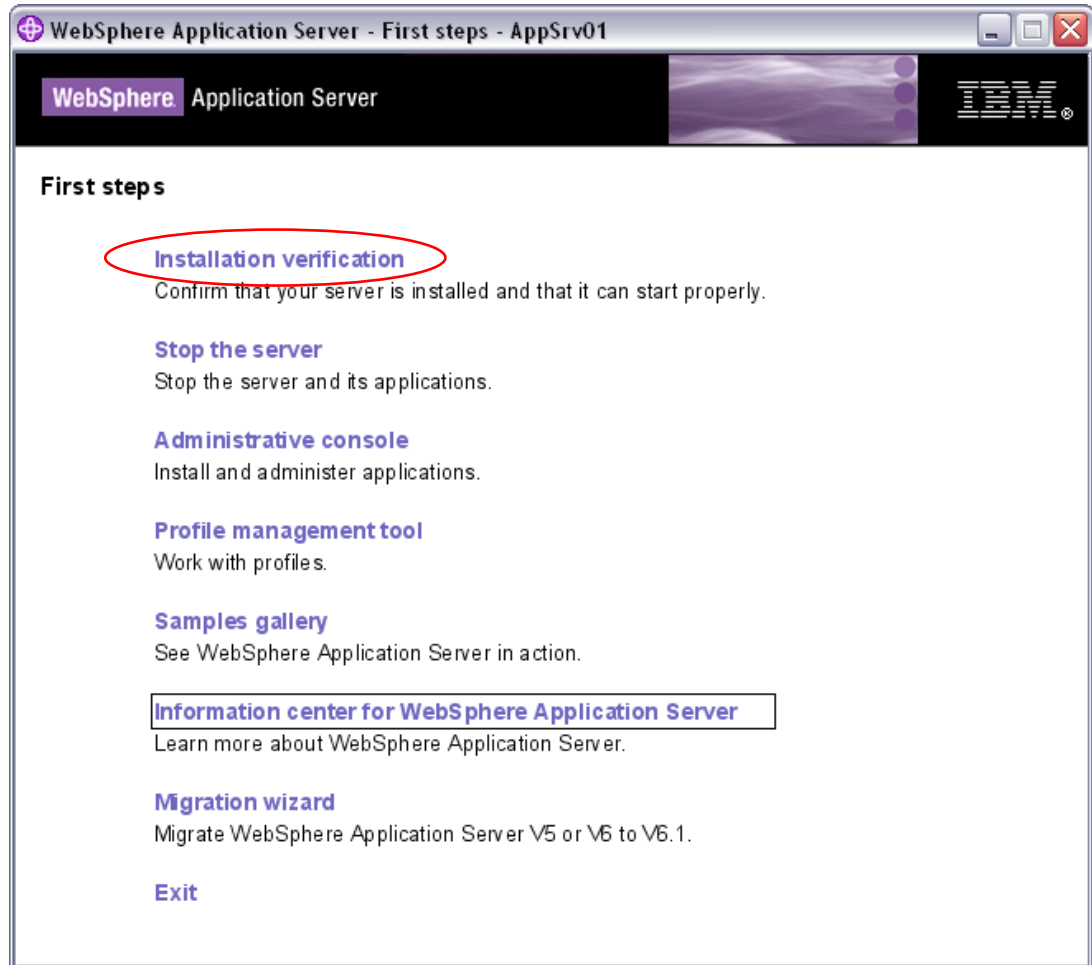 WebSphere Application Server - First steps - AppSrv01
WebSphere. Application Server
IBM®
First steps
Installation verification
Confirm that your server is installed and that it can start properly.
Stop the server
Stop the server and its applications.
Administrative console
Install and administer applications.
Profile management tool
Work with profiles.
Samples gallery
See WebSphere Application Server in action.
Information center for WebSphere Application Server
Learn more about WebSphere Application Server.
Migration wizard
Migrate WebSphere Application Server V5 or V6 to V6.1.
Exit